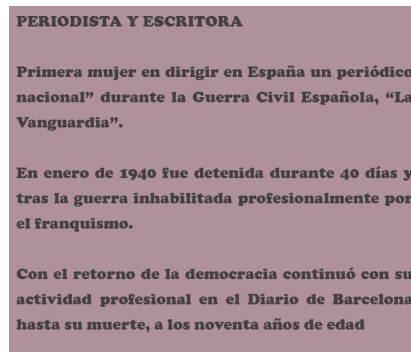 PERIODISTA Y ESCRITORA
Primera mujer en dirigir en España un periódico
nacional” durante la Guerra Civil Española, “La
Vanguardia”.
En enero de 1940 fue detenida durante 40 días y
tras la guerra inhabilitada profesionalmente por
el franquismo.
Con el retorno de la democracia continuó con su
actividad profesional en el Diario de Barcelona
hasta su muerte, a los noventa años de edad